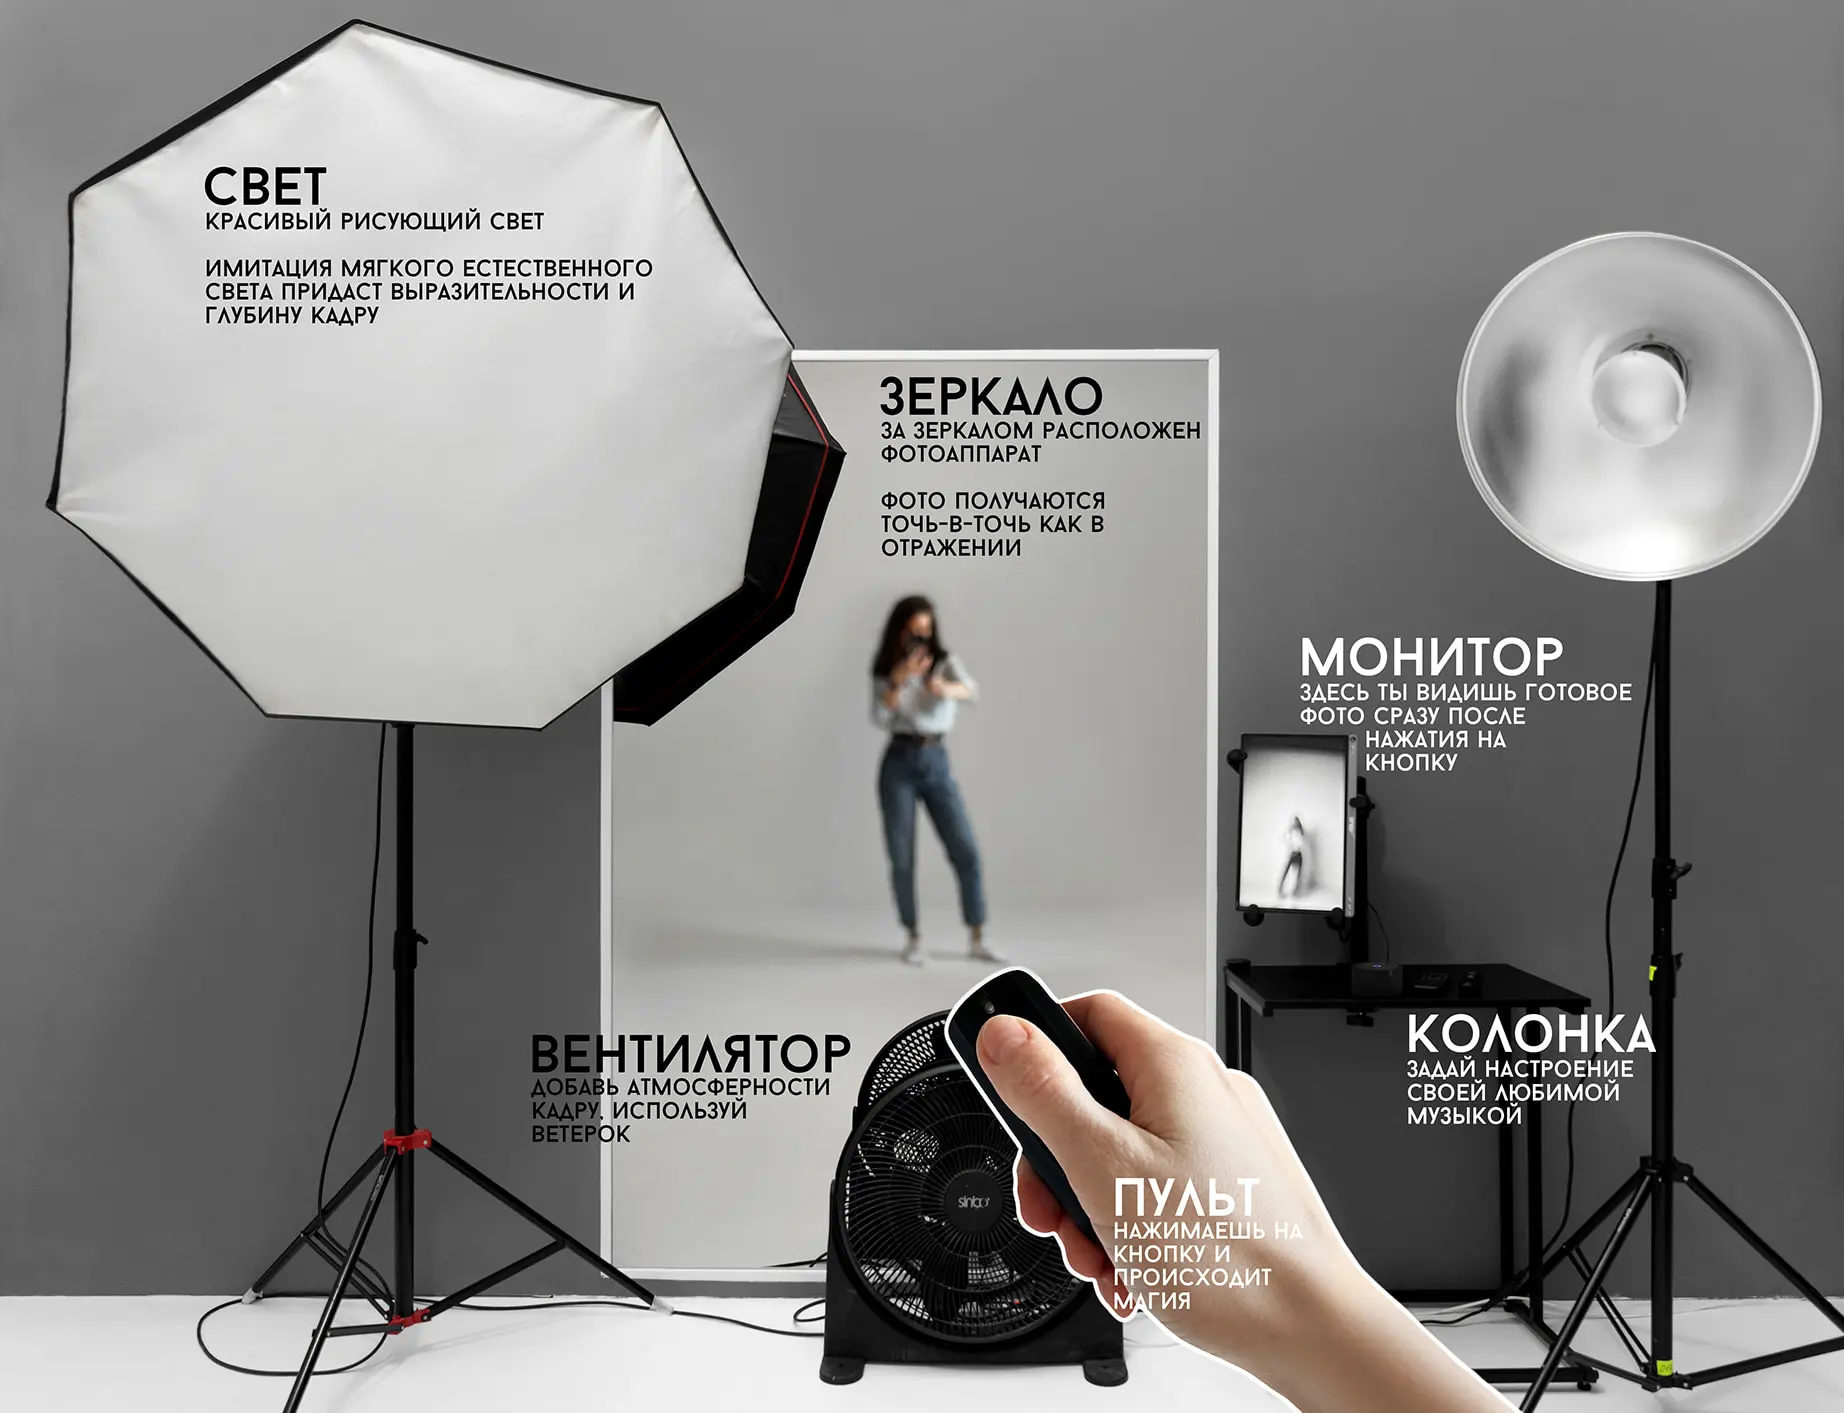 СВЕТ
КРАСИВЫЙ РИСУЮЩИЙ СВЕТ
ИМИТАЦИЯ МЯГКОГО ЕСТЕСТВЕННОГО
СВЕТА ПРИДАСТ ВЫРАЗИТЕЛЬНОСТИ И
ГЛУБИНУ КАДРУ
ЗЕРКАЛО
ЗА ЗЕРКАЛОМ РАСПОЛОЖЕН
ФОТОАППАРАТ
ФОТО ПОЛУЧАЮТСЯ
ТОЧЬ-В-ТОЧЬ КАК В
ОТРАЖЕНИИ
МОНИТОР
ЗДЕСЬ ТЫ ВИДИШЬ ГОТОВОЕ
ФОТО СРАЗУ ПОСЛЕ
НАЖАТИЯ НА
КНОПКУ
ВЕНТИЛЯТОР
ДОБАВЬ АТМОСФЕРНОСТИ
КАДРУ, ИСПОЛЬЗУЙ
ВЕТЕРОК
КОЛОНКА
ЗАДАЙ НАСТРОЕНИЕ
СВОЕЙ ЛЮБИМОЙ
МУЗЫКОЙ
ПУЛЬТ
НАЖИМАЕШЬ НА
КНОПКУ И
ПРОИСХОДИТ
МАГИЯ
sinbo